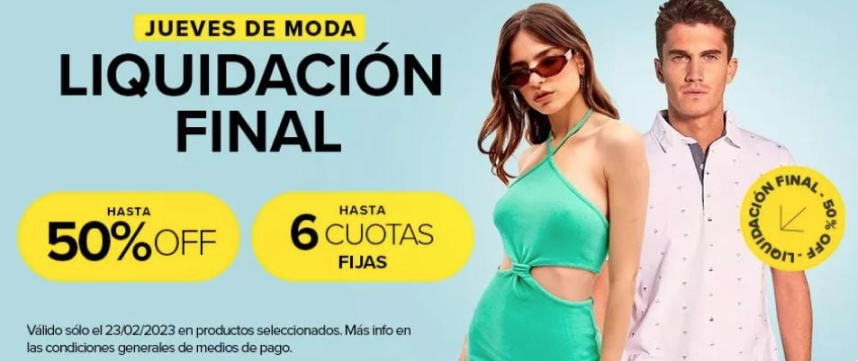 JUEVES DE MODA
LIQUIDACIÓN
FINAL
HASTA
50% OFF
HASTA
6 CUOTAS
FIJAS
LIQUIDACIÓN FINAL - 50% OFF -
Válido sólo el 23/02/2023 en productos seleccionados. Más info en
las condiciones generales de medios de pago.